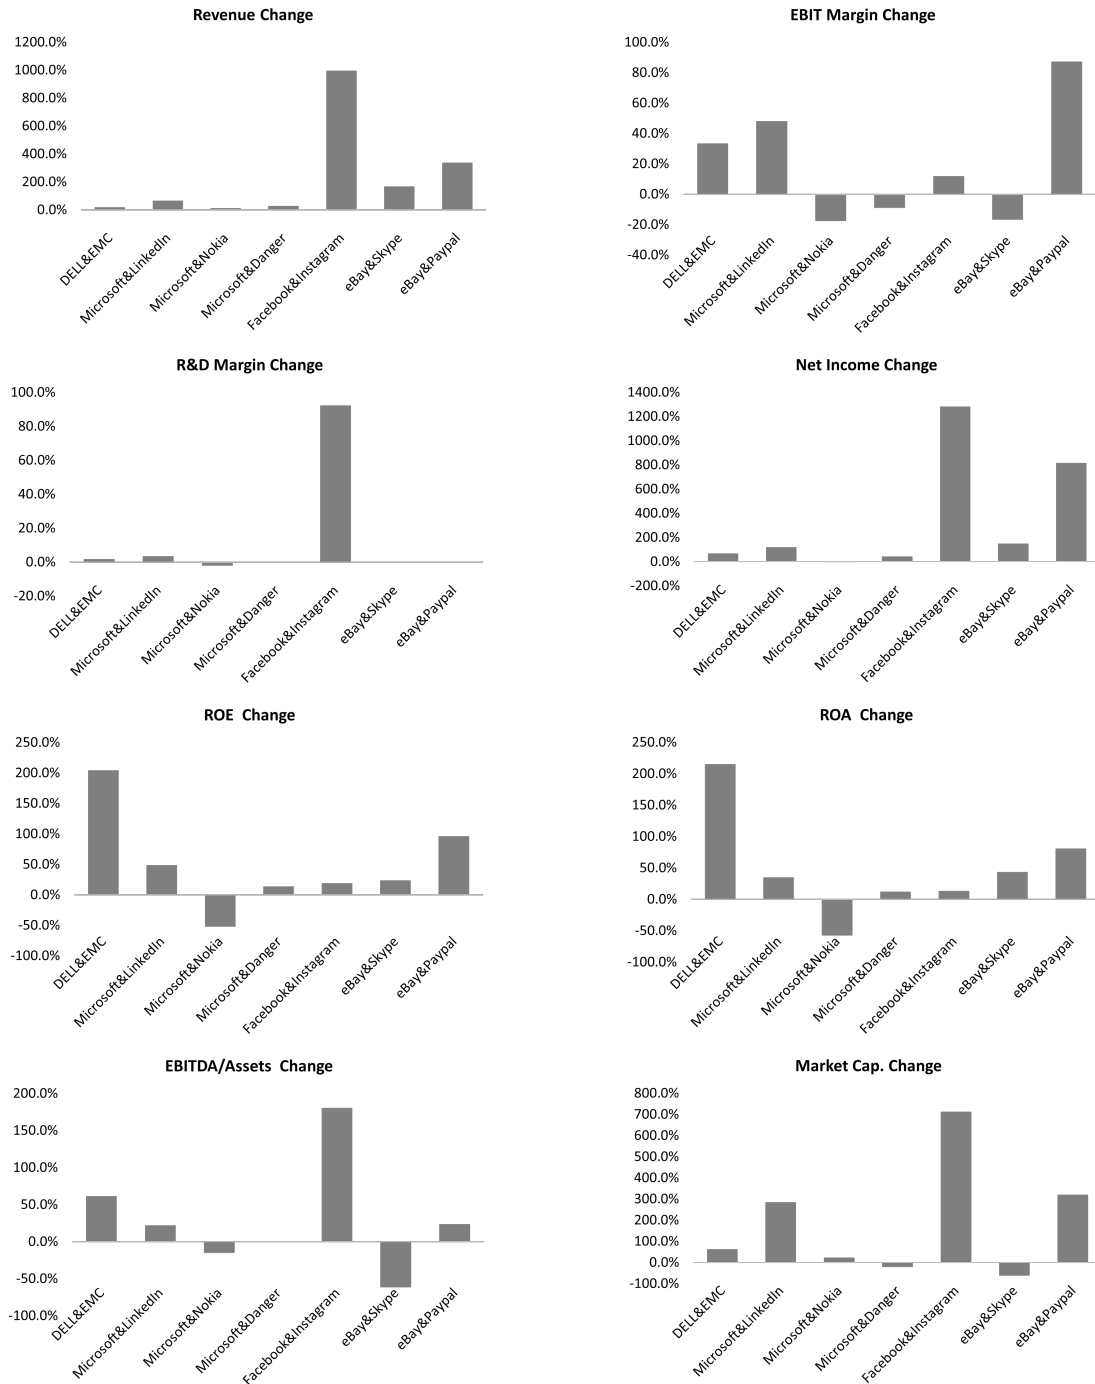 Revenue Change
1200.0%
1000.0%
800.0%
600.0%
400.0%
200.0%
0.0%
DELL&EMC
Microsoft&LinkedIn
Microsoft&Nokia
Microsoft&Danger
Facebook&Instagram
eBay&Skype
eBay&Paypal
EBIT Margin Change
100.0%
80.0%
60.0%
40.0%
20.0%
0.0%
-20.0%
-40.0%
DELL&EMC
Microsoft&LinkedIn
Microsoft&Nokia
Microsoft&Danger
Facebook&Instagram
eBay&Skype
eBay&Paypal
R&D Margin Change
100.0%
80.0%
60.0%
40.0%
20.0%
0.0%
-20.0%
DELL&EMC
Microsoft&LinkedIn
Microsoft&Nokia
Microsoft&Danger
Facebook&Instagram
eBay&Skype
eBay&Paypal
Net Income Change
1400.0%
1200.0%
1000.0%
800.0%
600.0%
400.0%
200.0%
0.0%
-200.0%
DELL&EMC
Microsoft&LinkedIn
Microsoft&Nokia
Microsoft&Danger
Facebook&Instagram
eBay&Skype
eBay&Paypal
ROE Change
250.0%
200.0%
150.0%
100.0%
50.0%
0.0%
-50.0%
-100.0%
DELL&EMC
Microsoft&LinkedIn
Microsoft&Nokia
Microsoft&Danger
Facebook&Instagram
eBay&Skype
eBay&Paypal
ROA Change
250.0%
200.0%
150.0%
100.0%
50.0%
0.0%
-50.0%
-100.0%
DELL&EMC
Microsoft&LinkedIn
Microsoft&Nokia
Microsoft&Danger
Facebook&Instagram
eBay&Skype
eBay&Paypal
EBITDA/Assets Change
200.0%
150.0%
100.0%
50.0%
0.0%
-50.0%
-100.0%
DELL&EMC
Microsoft&LinkedIn
Microsoft&Nokia
Microsoft&Danger
Facebook&Instagram
eBay&Skype
eBay&Paypal
Market Cap. Change
800.0%
700.0%
600.0%
500.0%
400.0%
300.0%
200.0%
100.0%
0.0%
-100.0%
DELL&EMC
Microsoft&LinkedIn
Microsoft&Nokia
Microsoft&Danger
Facebook&Instagram
eBay&Skype
eBay&Paypal